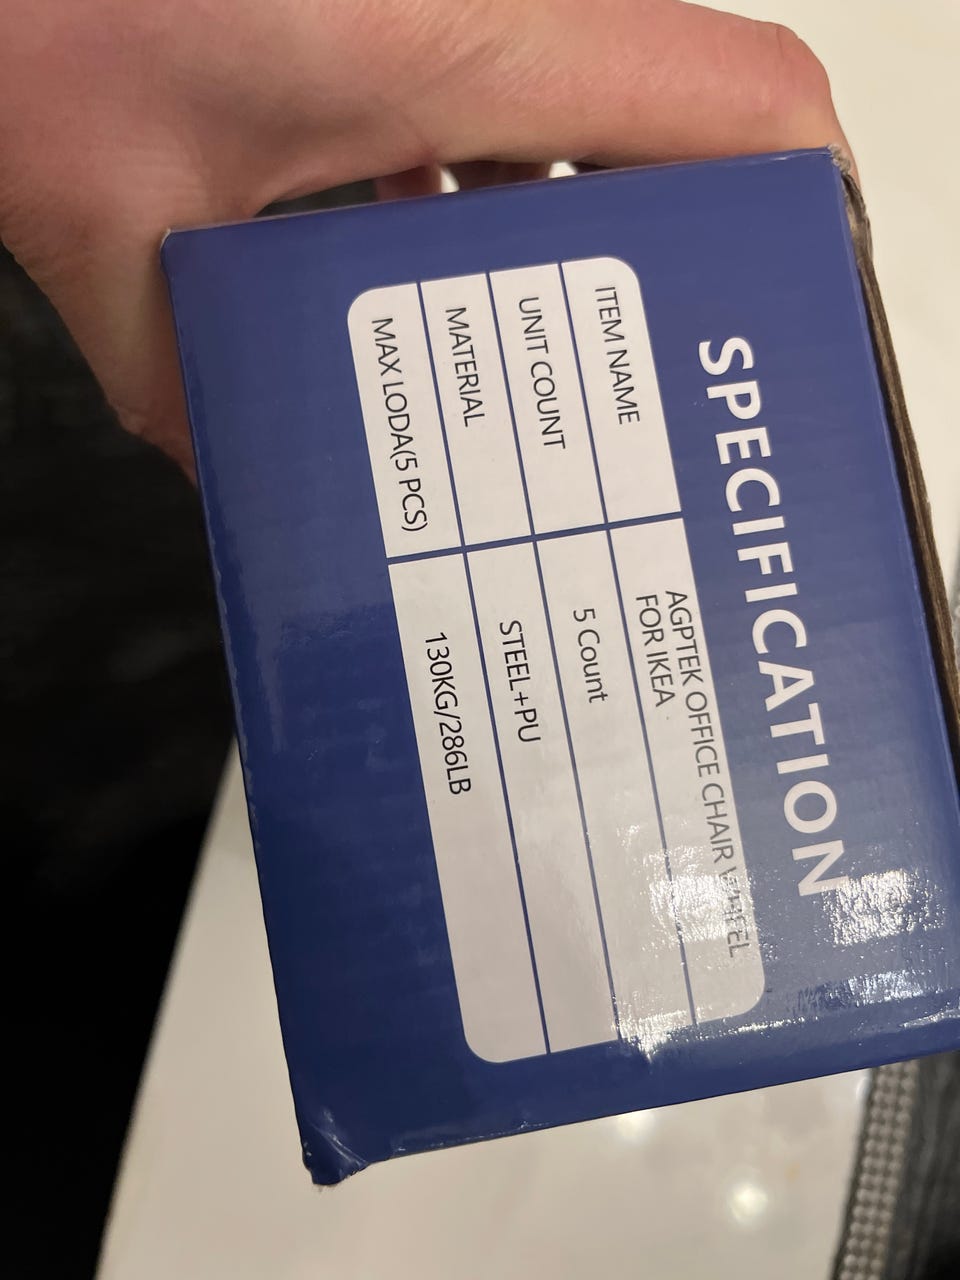 SPECIFICATION
ITEM NAME
AGPTEK OFFICE CHAIR WHEEL
FOR IKEA
UNIT COUNT
5 Count
MATERIAL
STEEL+PU
MAX LODA(5 PCS)
130KG/286LB